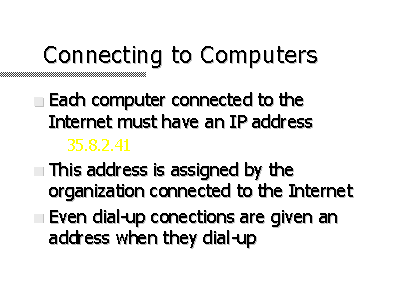 Connecting to Computers
Each computer connected to the
Internet must have an IP address
35.8.2.41
This address is assigned by the
organization connected to the Internet
Even dial-up conections are given an
address when they dial-up